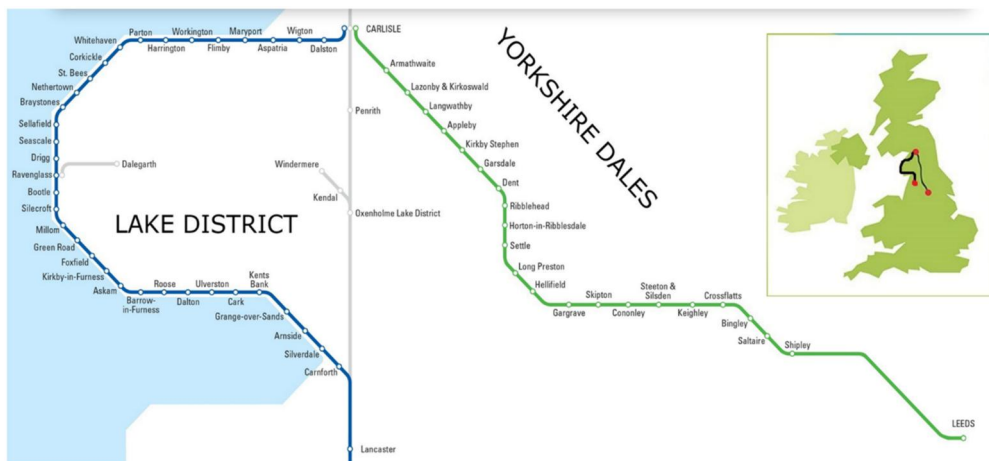 CARLISLE
Dalston
Wigton
Aspatria
Maryport
Flimby
Workington
Harrington
Parton
Whitehaven
Corkickle
St. Bees
Nethertown
Braystones
Sellafield
Seascale
Drigg
Ravenglass
Dalegarth
Bootle
Silecroft
Millom
Green Road
Foxfield
Kirkby-in-Furness
Askam
Barrow-
in-Furness
Roose
Dalton
Ulverston
Cark
Kents
Bank
Grange-over-Sands
Arnside
Silverdale
Carnforth
Lancaster
LAKE DISTRICT
Penrith
Windermere
Kendal
Oxenholme Lake District
YORKSHIRE DALES
Armathwaite
Lazonby & Kirkoswald
Langwathby
Appleby
Kirkby Stephen
Garsdale
Dent
Ribblehead
Horton-in-Ribblesdale
Settle
Long Preston
Hellifield
Gargrave
Skipton
Cononley
Steeton &
Silsden
Keighley
Crossflatts
Bingley
Saltaire
Shipley
LEEDS